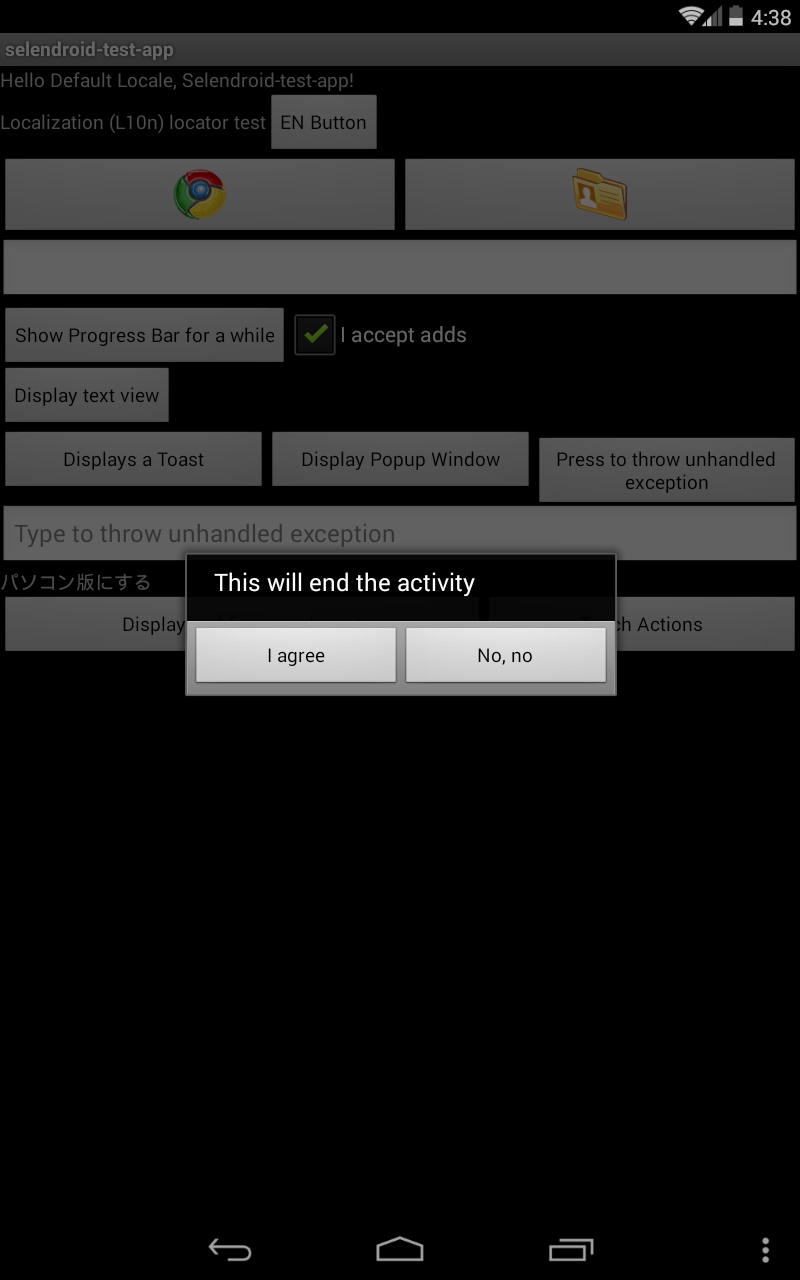 4:38
selendroid-test-app
Hello Default Locale, Selendroid-test-app!
Localization (L10n) locator test EN Button
Show Progress Bar for a while I accept adds
Display text view
Displays a Toast Display Popup Window Press to throw unhandled
exception
Type to throw unhandled exception
パソコン版にする
This will end the activity
Display Actions
I agree No, no